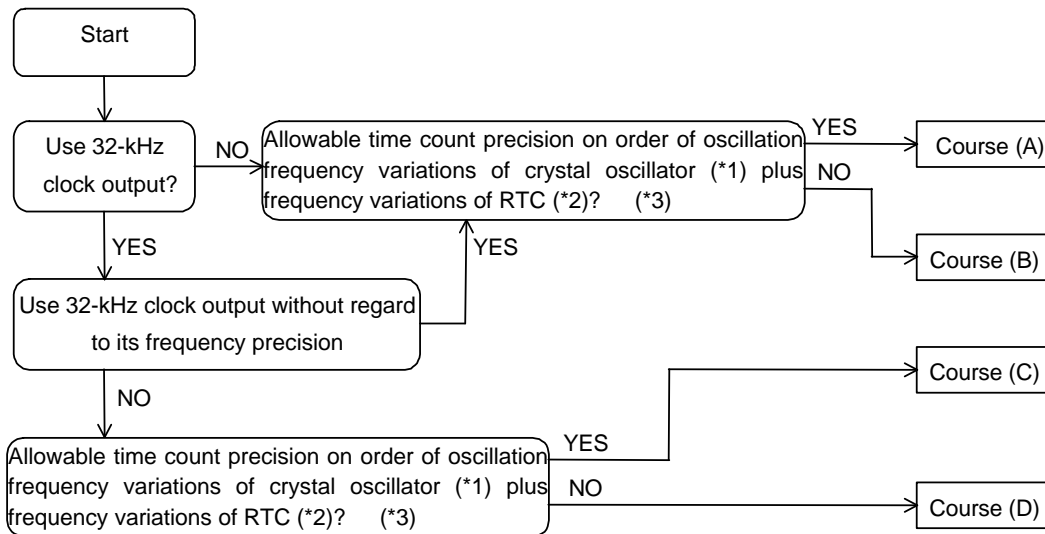 Start
Use 32-kHz
clock output?
NO
Allowable time count precision on order of oscillation
frequency variations of crystal oscillator (*1) plus
frequency variations of RTC (*2)? (*3)
YES
Course (A)
NO
Course (B)
YES
YES
Use 32-kHz clock output without regard
to its frequency precision
Course (C)
NO
Allowable time count precision on order of oscillation
frequency variations of crystal oscillator (*1) plus
frequency variations of RTC (*2)? (*3)
YES
NO
Course (D)